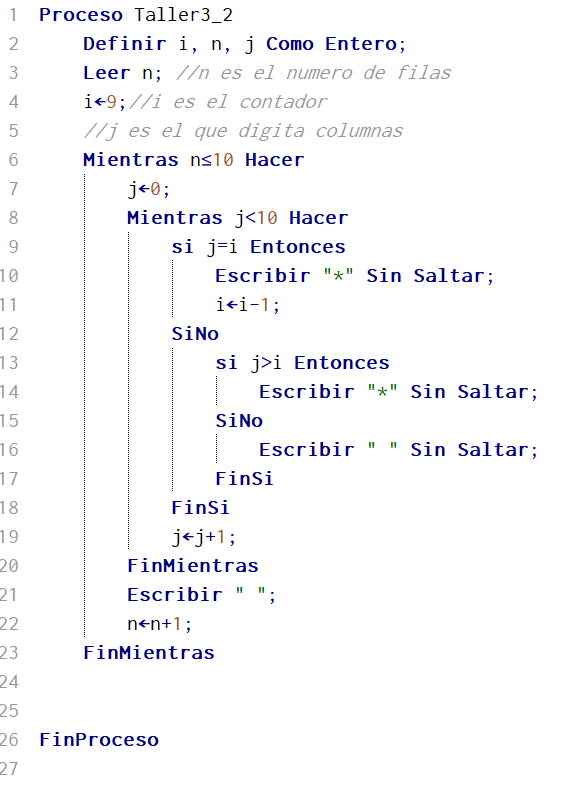 1 Proceso Taller3_2
2 Definir i, n, j Como Entero;
3 Leer n; //n es el numero de filas
4 i←9;//i es el contador
5 //j es el que digita columnas
6 Mientras n≤10 Hacer
7 j←0;
8 Mientras j<10 Hacer
9 si j=i Entonces
10 Escribir "*" Sin Saltar;
11 i←i-1;
12 SiNo
13 si j>i Entonces
14 Escribir "*" Sin Saltar;
15 SiNo
16 Escribir " " Sin Saltar;
17 FinSi
18 FinSi
19 j←j+1;
20 FinMientras
21 Escribir " ";
22 n←n+1;
23 FinMientras
24
25
26 FinProceso
27